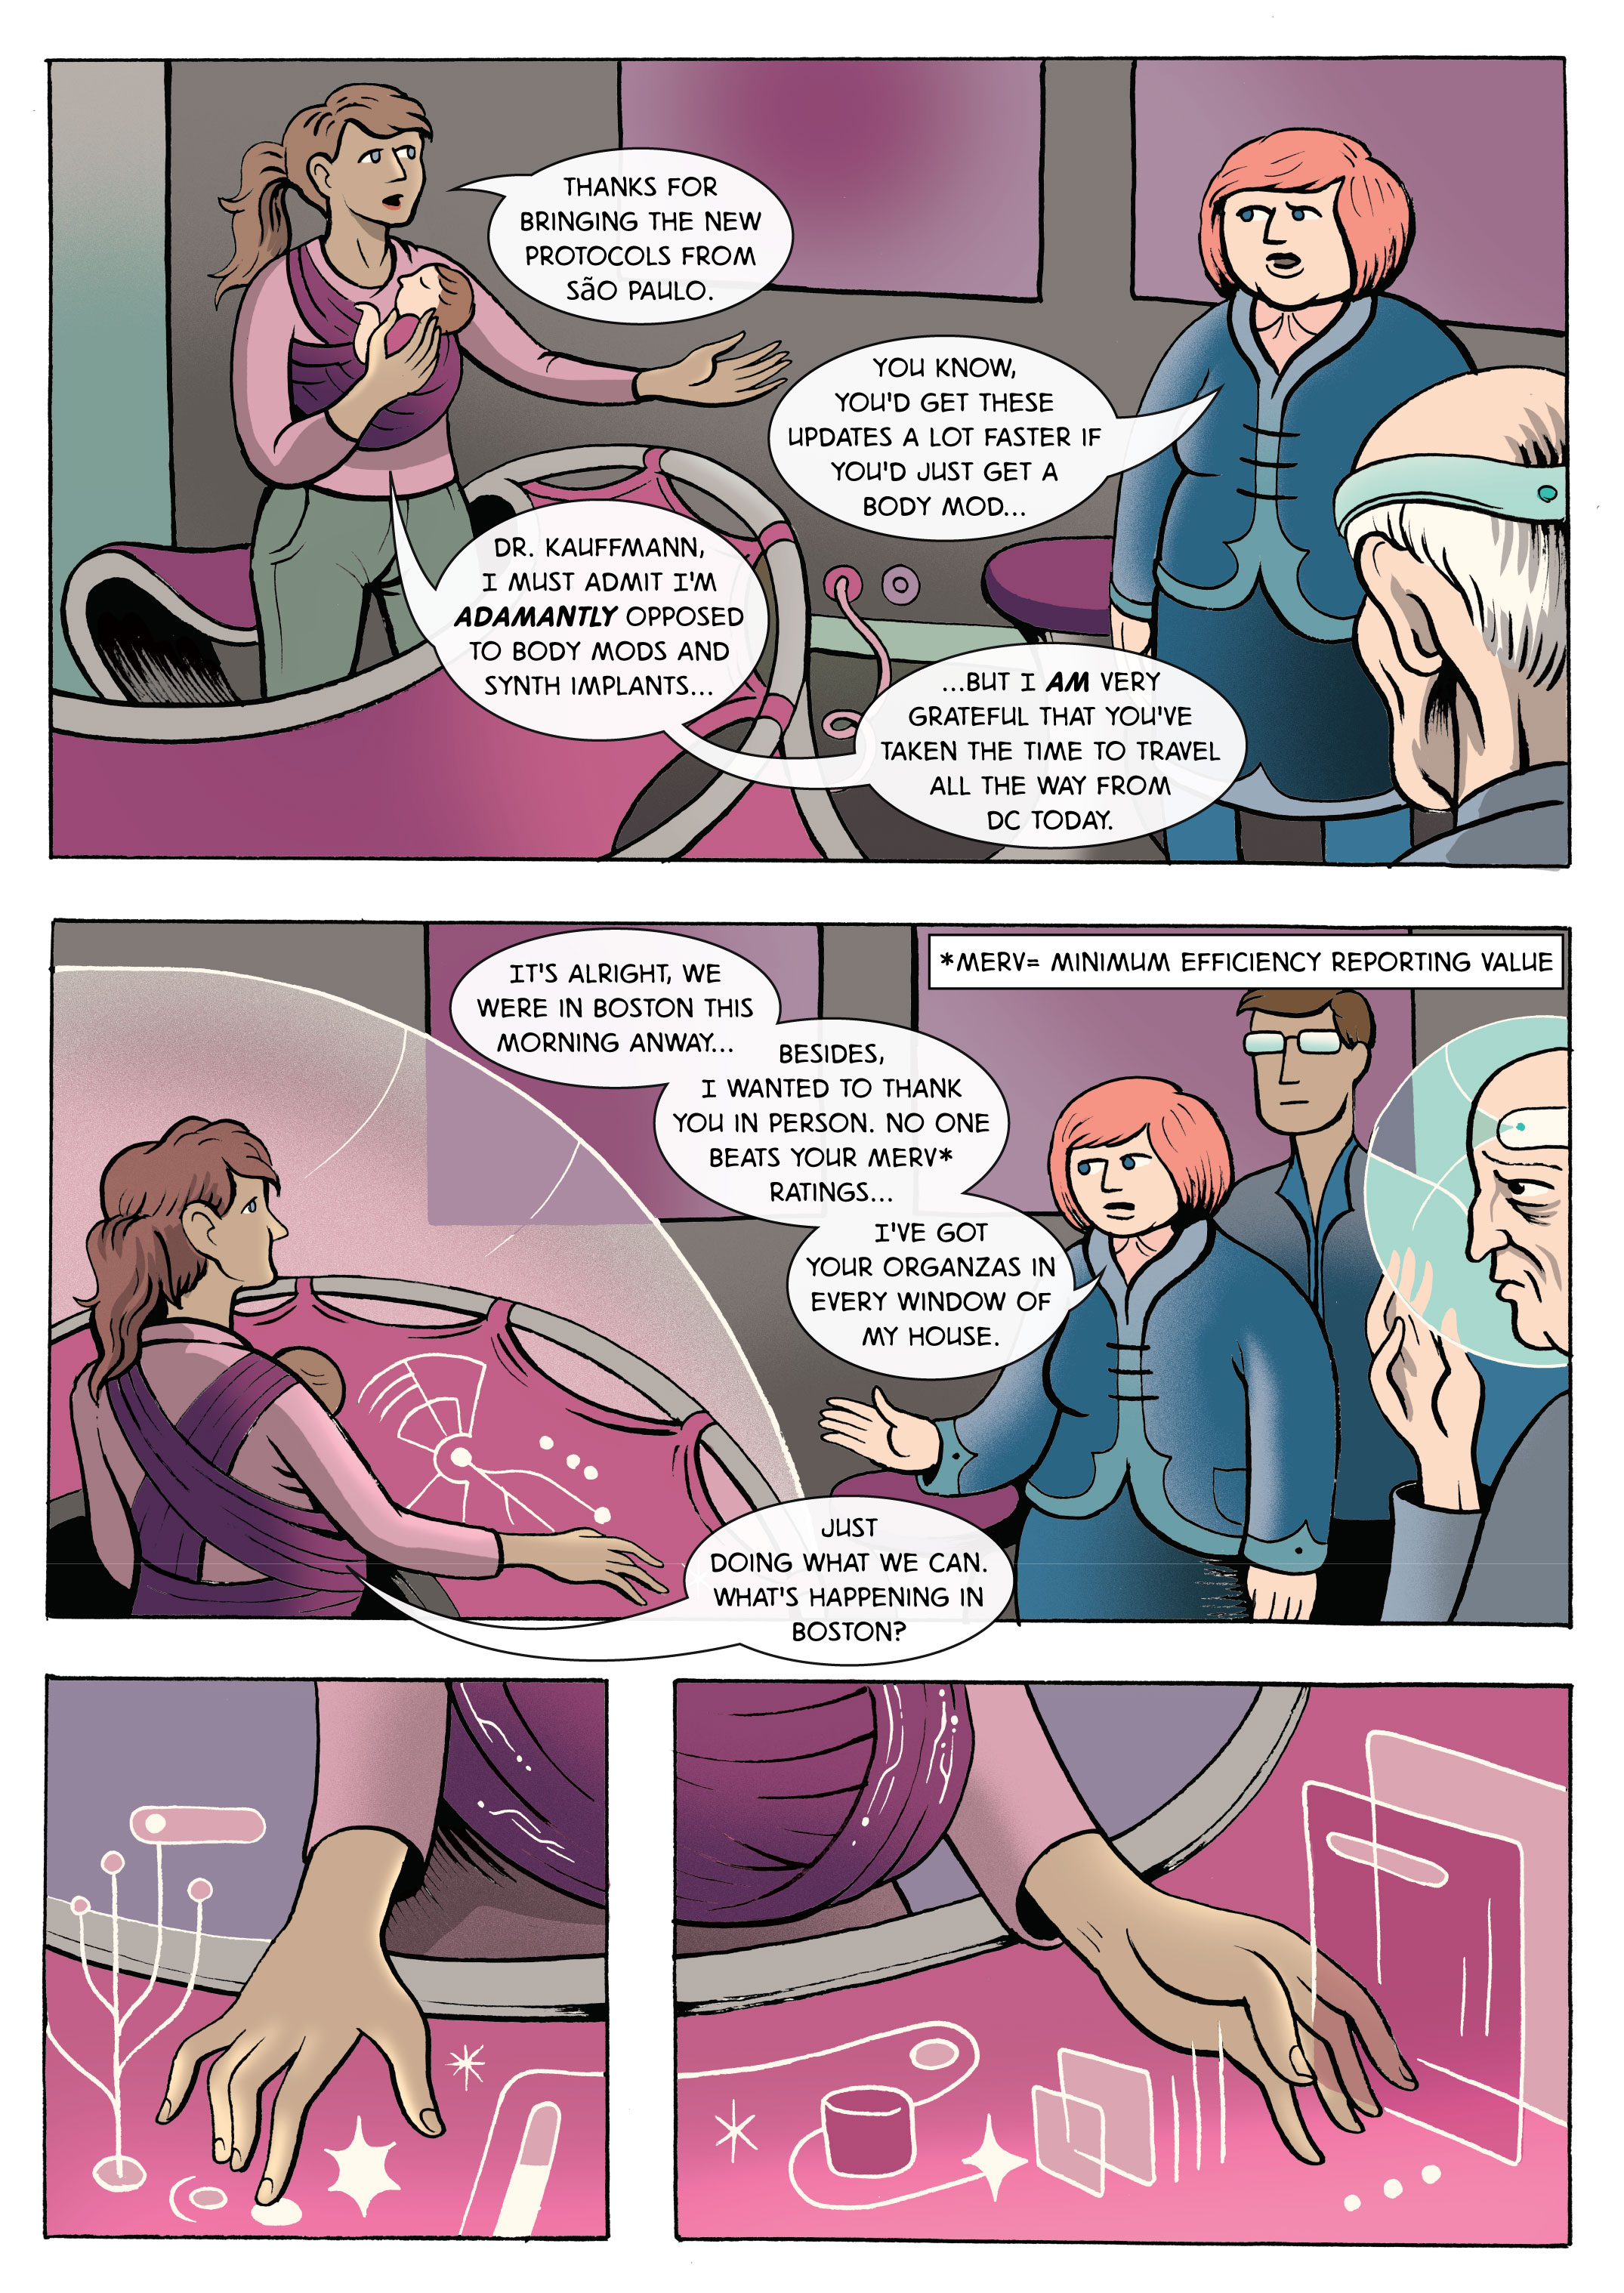 THANKS FOR
BRINGING THE NEW
PROTOCOLS FROM
SãO PAULO.
YOU KNOW,
YOU'D GET THESE
UPDATES A LOT FASTER IF
YOU'D JUST GET A
BODY MOD...
DR. KAUFFMANN,
I MUST ADMIT I'M
ADAMANTLY OPPOSED
TO BODY MODS AND
SYNTH IMPLANTS...
...BUT I AM VERY
GRATEFUL THAT YOU'VE
TAKEN THE TIME TO TRAVEL
ALL THE WAY FROM
DC TODAY.
IT'S ALRIGHT, WE
WERE IN BOSTON THIS
MORNING ANWAY...
*MERV= MINIMUM EFFICIENCY REPORTING VALUE
BESIDES,
I WANTED TO THANK
YOU IN PERSON. NO ONE
BEATS YOUR MERV*
RATINGS...
I'VE GOT
YOUR ORGANZAS IN
EVERY WINDOW OF
MY HOUSE.
JUST
DOING WHAT WE CAN.
WHAT'S HAPPENING IN
BOSTON?